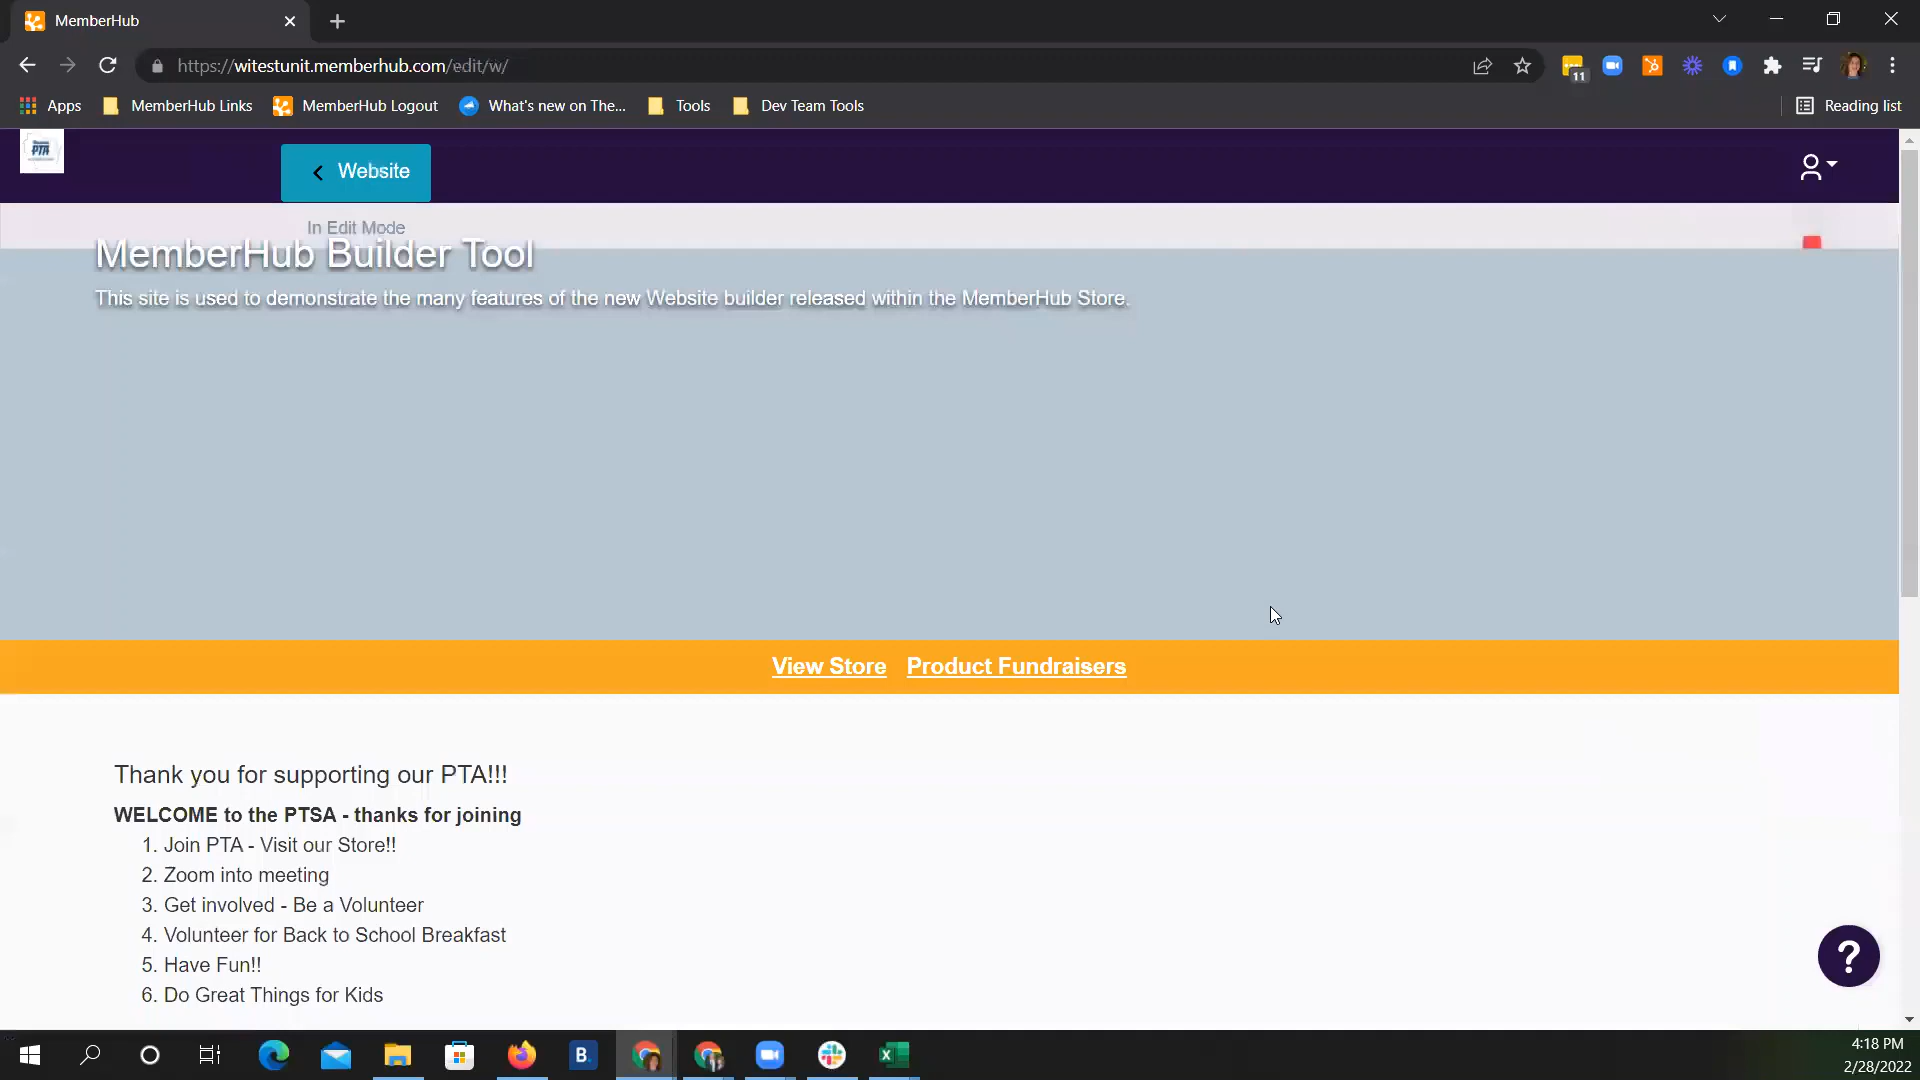 MemberHub
https://witestunit.memberhub.com/edit/w/
11
Apps
MemberHub Links
MemberHub Logout
What's new on The...
Tools
Dev Team Tools
Reading list
PTA
Website
In Edit Mode
MemberHub Builder Tool
This site is used to demonstrate the many features of the new Website builder released within the MemberHub Store.
View Store Product Fundraisers
Thank you for supporting our PTA!!!
WELCOME to the PTSA - thanks for joining
1. Join PTA - Visit our Store!!
2. Zoom into meeting
3. Get involved - Be a Volunteer
4. Volunteer for Back to School Breakfast
5. Have Fun!!
6. Do Great Things for Kids
?
B.
4:18 PM
2/28/2022